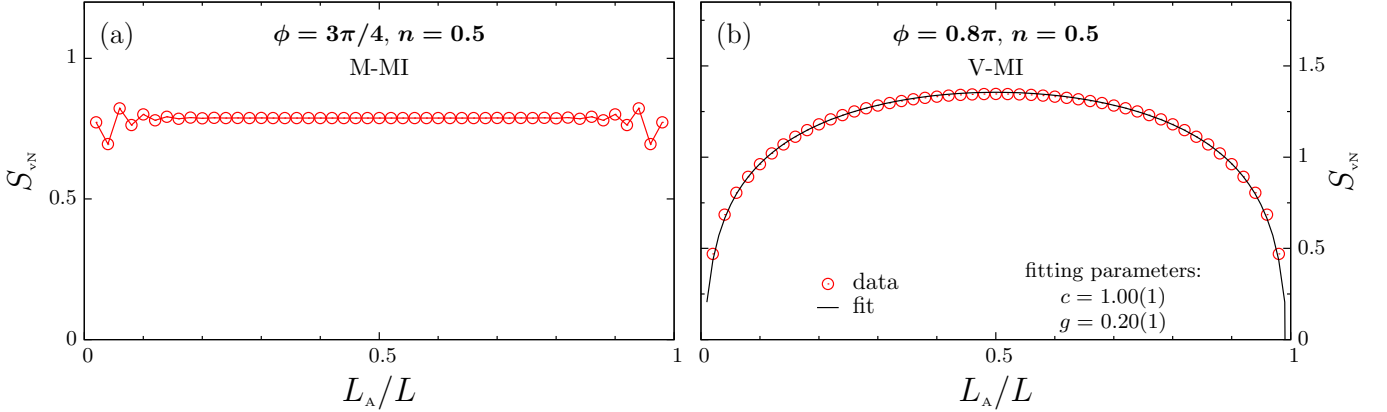 (a)
ϕ = 3π/4, n = 0.5
M-MI
1
0.5
0
S_vN
0
0.5
1
L_A/L
(b)
ϕ = 0.8π, n = 0.5
V-MI
data
fit
fitting parameters:
c = 1.00(1)
g = 0.20(1)
1.5
1
0.5
0
S_vN
0
0.5
1
L_A/L